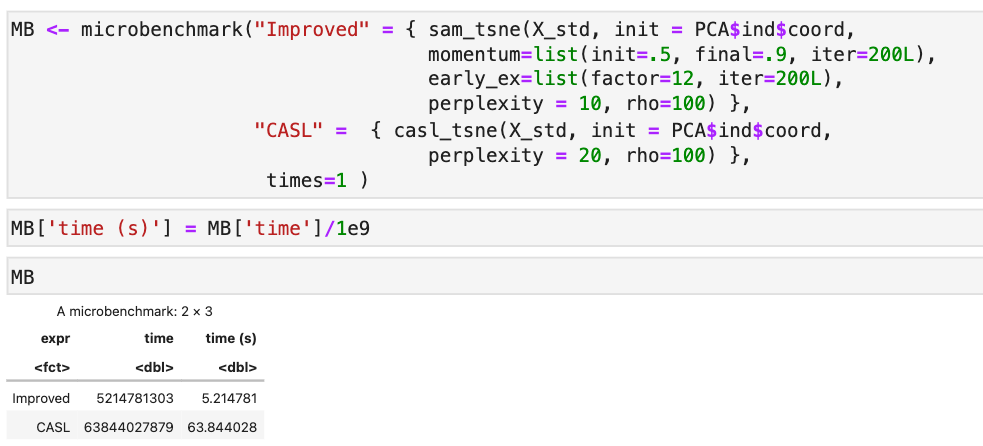 MB <- microbenchmark("Improved" = { sam_tsne(X_std, init = PCA$ind$coord,
momentum=list(init=.5, final=.9, iter=200L),
early_ex=list(factor=12, iter=200L),
perplexity = 10, rho=100) },
"CASL" =  { casl_tsne(X_std, init = PCA$ind$coord,
perplexity = 20, rho=100) },
times=1 )
MB['time (s)'] = MB['time']/1e9
MB
A microbenchmark: 2 × 3
expr time time (s)
<fct> <dbl> <dbl>
Improved 5214781303 5.214781
CASL 63844027879 63.844028